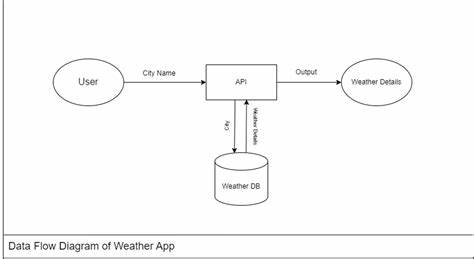 User
City Name
API
Output
Weather Details
City
Weather Details
Weather DB
Data Flow Diagram of Weather App